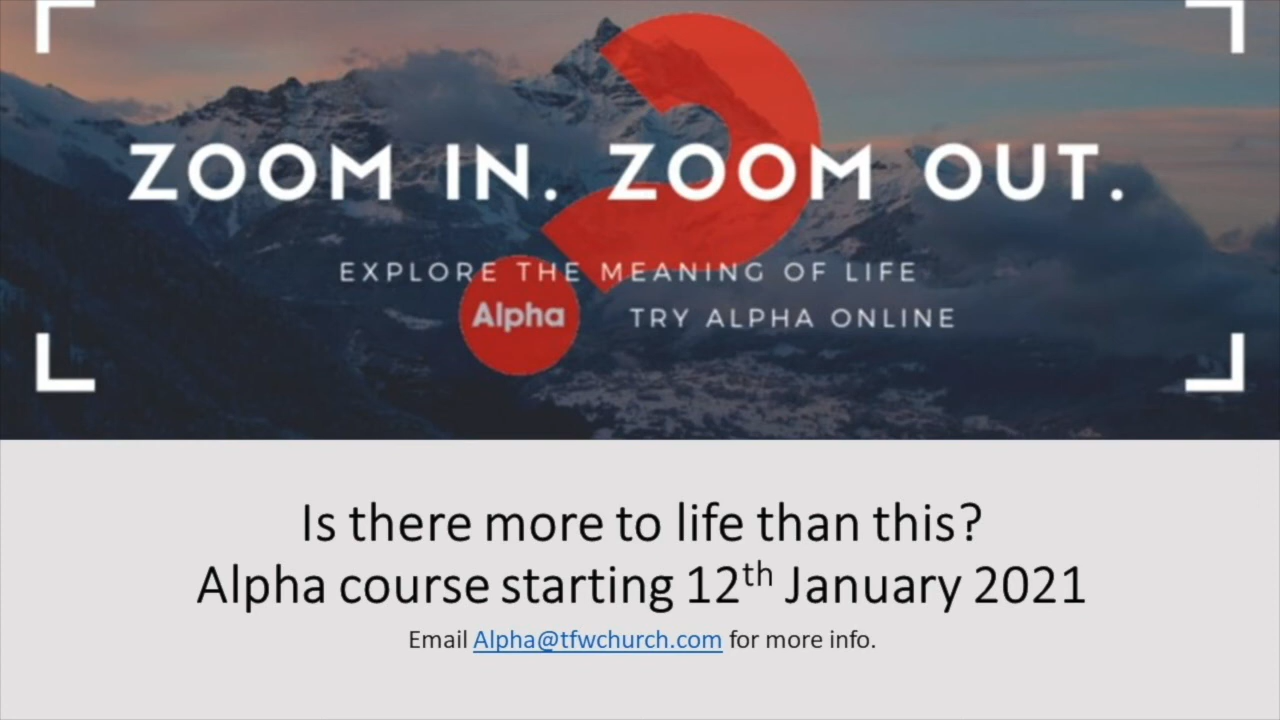 ZOOM IN. ZOOM OUT.
EXPLORE THE MEANING OF LIFE
Alpha TRY ALPHA ONLINE
Is there more to life than this?
Alpha course starting 12th January 2021
Email Alpha@tfwchurch.com for more info.